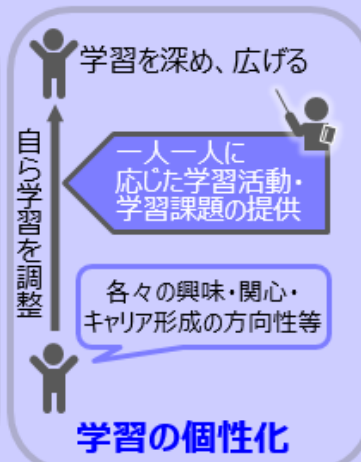 学習を深め、広げる
一人一人に
応じた学習活動・
学習課題の提供
自ら学習を調整
各々の興味・関心・
キャリア形成の方向性等
学習の個性化